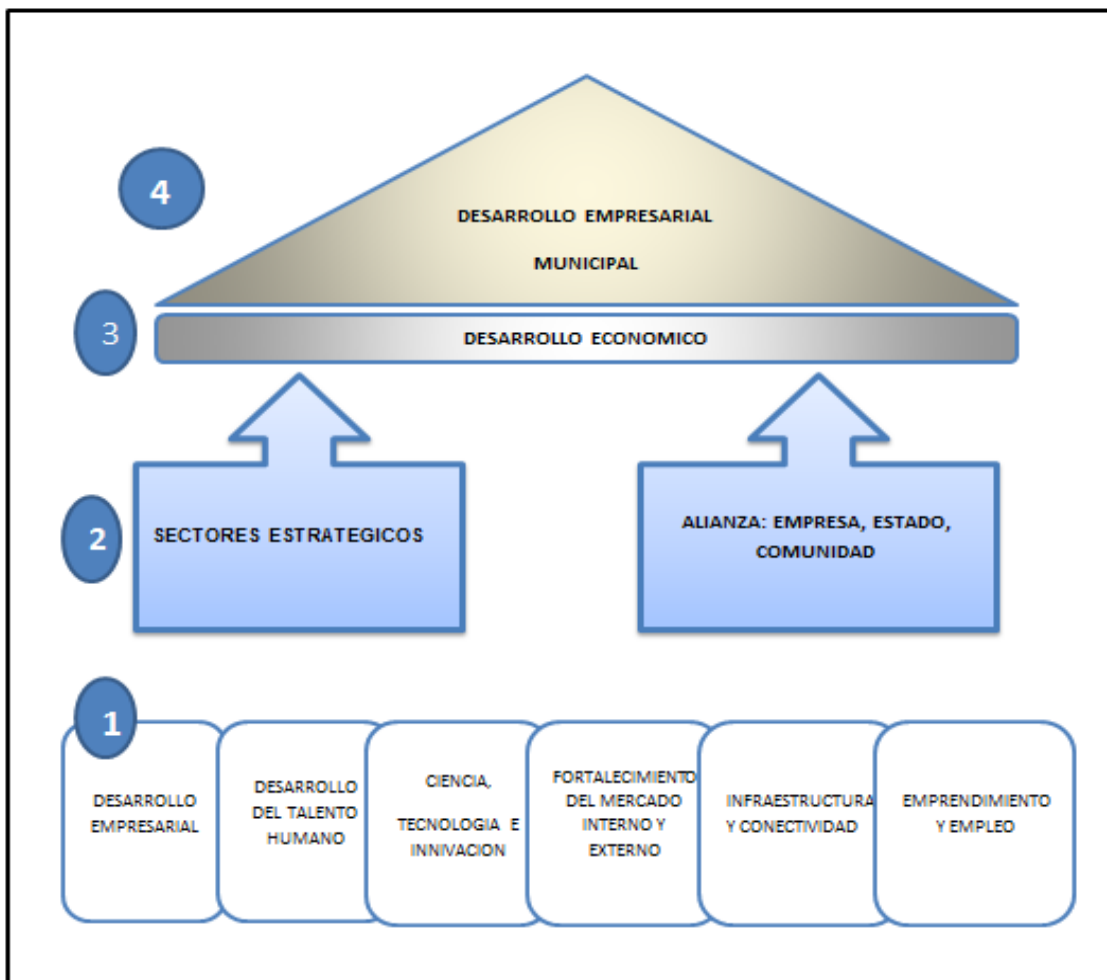 4
DESARROLLO EMPRESARIAL
MUNICIPAL
3
DESARROLLO ECONOMICO
2
SECTORES ESTRATEGICOS
ALIANZA: EMPRESA, ESTADO,
COMUNIDAD
1
DESARROLLO
EMPRESARIAL
DESARROLLO
DEL TALENTO
HUMANO
CIENCIA,
TECNOLOGIA E
INNIVACION
FORTALECIMIENTO
DEL MERCADO
INTERNO Y
EXTERNO
INFRAESTRUCTURA
Y CONECTIVIDAD
EMPRENDIMIENTO
Y EMPLEO